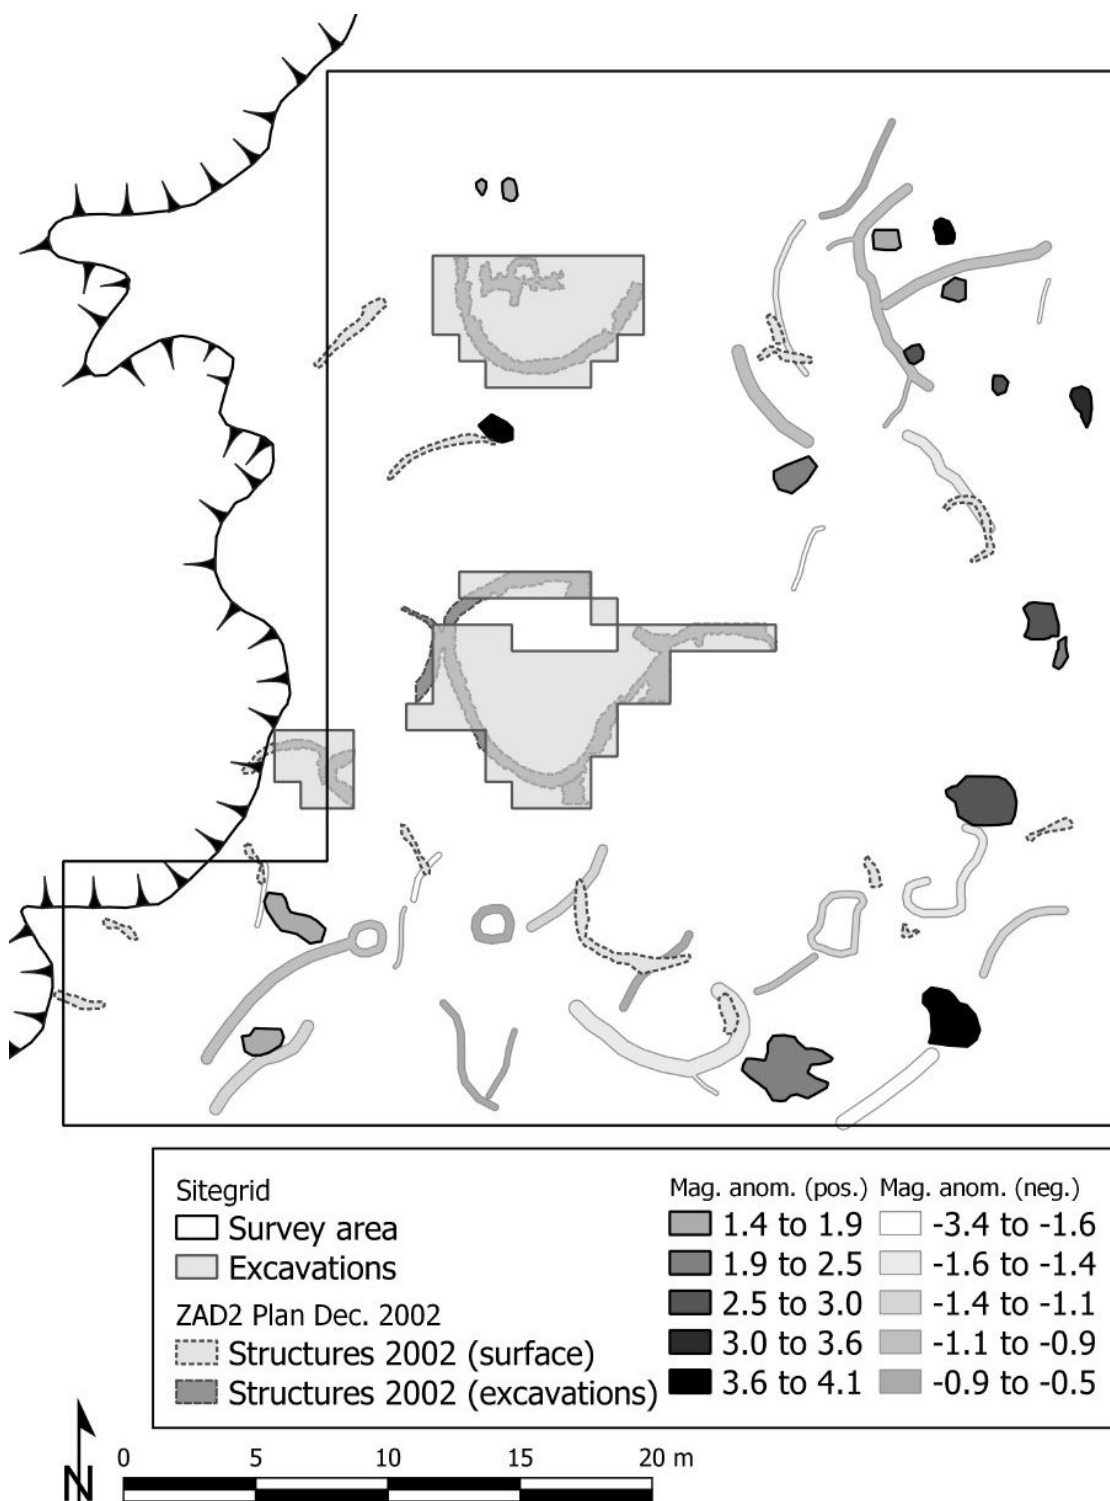 Sitegrid
Survey area
Excavations
ZAD2 Plan Dec. 2002
Structures 2002 (surface)
Structures 2002 (excavations)
Mag. anom. (pos.)
1.4 to 1.9
1.9 to 2.5
2.5 to 3.0
3.0 to 3.6
3.6 to 4.1
Mag. anom. (neg.)
-3.4 to -1.6
-1.6 to -1.4
-1.4 to -1.1
-1.1 to -0.9
-0.9 to -0.5
N
0 5 10 15 20 m